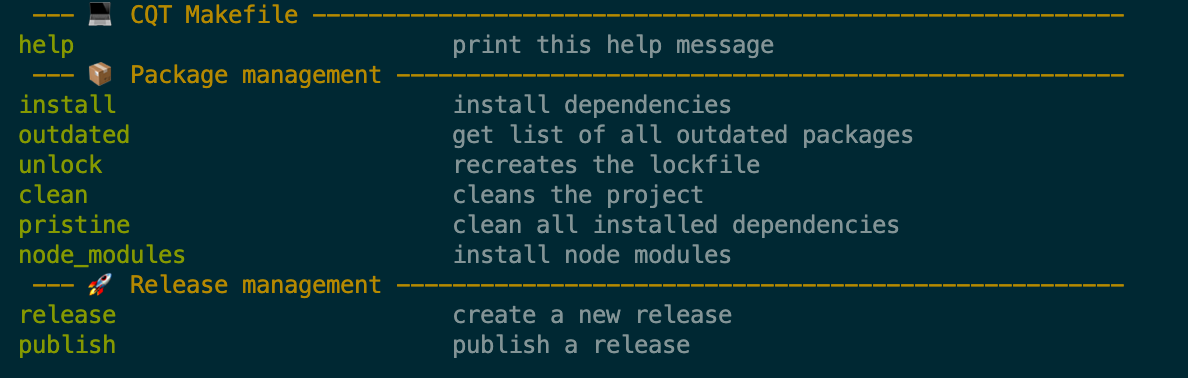 --- 💻 CQT Makefile ----------------------------------------------------------
help print this help message
--- 📦 Package management ----------------------------------------------------
install install dependencies
outdated get list of all outdated packages
unlock recreates the lockfile
clean cleans the project
pristine clean all installed dependencies
node_modules install node modules
--- 🚀 Release management ----------------------------------------------------
release create a new release
publish publish a release